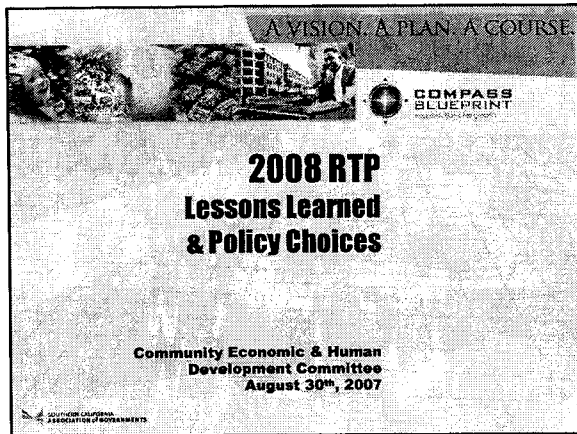 A VISION. A PLAN. A COURSE.
COMPASS
BLUEPRINT
2008 RTP
Lessons Learned
& Policy Choices
Community Economic & Human
Development Committee
August 30th, 2007
SOUTHERN CALIFORNIA
ASSOCIATION of GOVERNMENTS